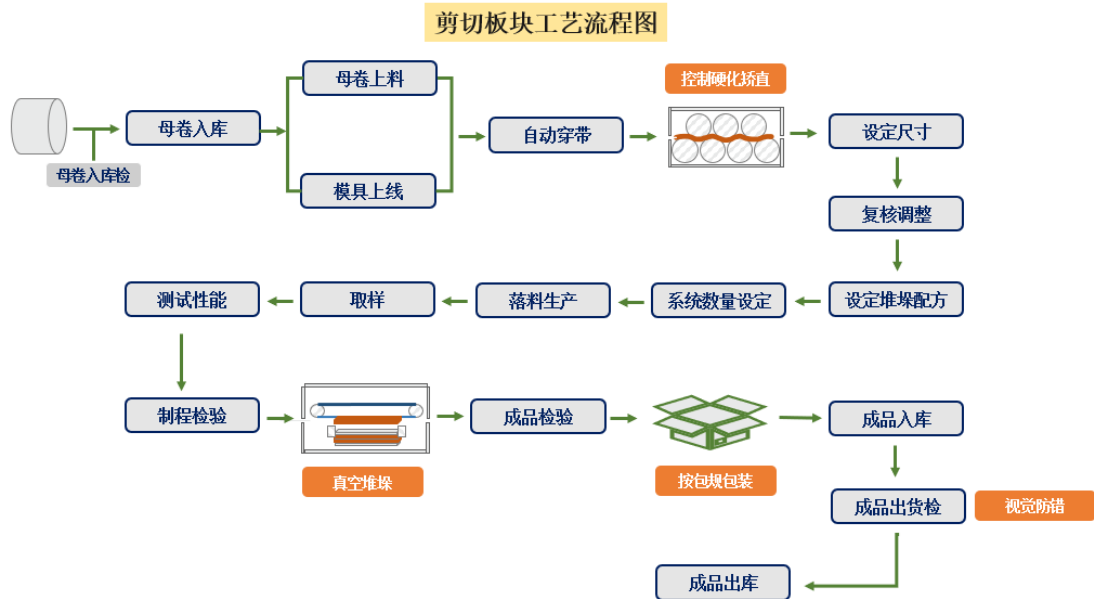 剪切板块工艺流程图
母卷上料
控制硬化矫直
母卷入库
自动穿带
设定尺寸
母卷入库检
模具上线
复核调整
测试性能
取样
落料生产
系统数量设定
设定堆垛配方
制程检验
成品检验
成品入库
真空堆垛
按包规包装
成品出货检
视觉防错
成品出库